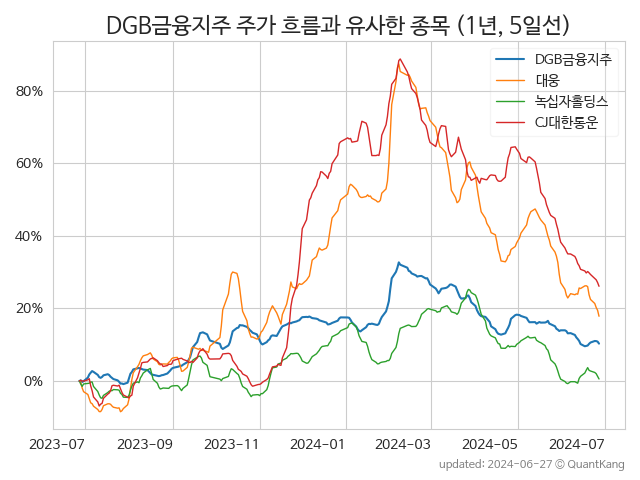 DGB금융지주 주가 흐름과 유사한 종목 (1년, 5일선)
DGB금융지주
대웅
녹십자홀딩스
CJ대한통운
80%
60%
40%
20%
0%
2023-07 2023-09 2023-11 2024-01 2024-03 2024-05 2024-07
updated: 2024-06-27 © QuantKang